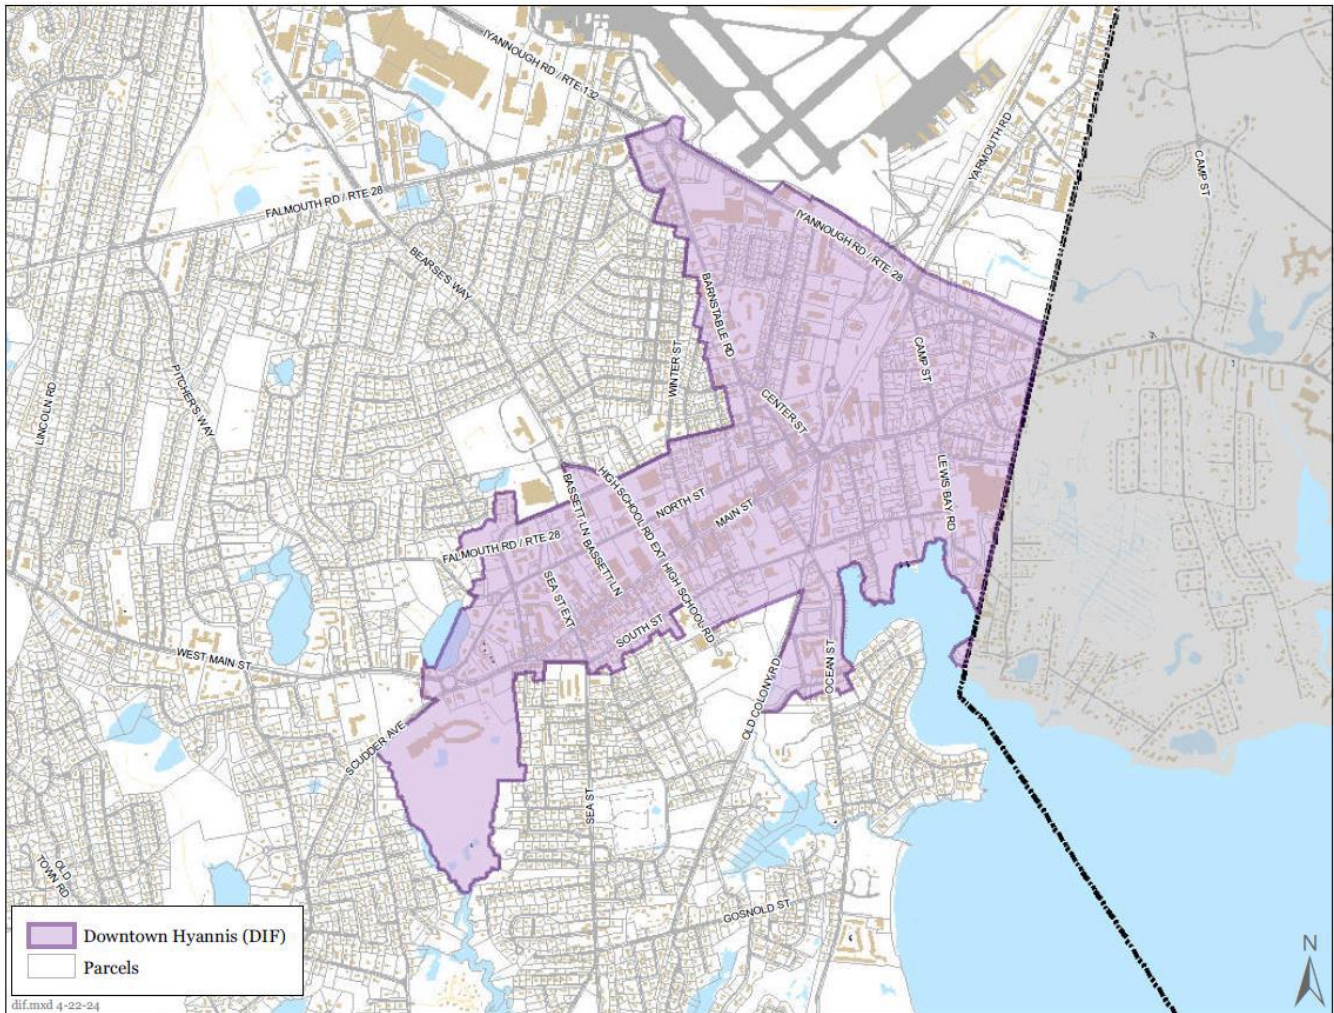 IYANNOUGH RD / RTE 132
YARMOUTH RD
CAMP ST
FALMOUTH RD / RTE 28
IYANNOUGH RD / RTE 28
BEARSE'S WAY
BARNSTABLE RD
WINTER ST
CAMP ST
PITCHER'S WAY
LINCOLN RD
CENTER ST
LEWIS BAY RD
HIGH SCHOOL RD EXT
HIGH SCHOOL RD
BASSETT LN
BASSETT LN
NORTH ST
MAIN ST
FALMOUTH RD / RTE 28
SEA ST EXT
SOUTH ST
WEST MAIN ST
OCEAN ST
OLD COLONY RD
SCUDDER AVE
SEA ST
OLD
TOWN RD
GOSNOLD ST
Downtown Hyannis (DIF)
Parcels
N
dif.mxd 4-22-24